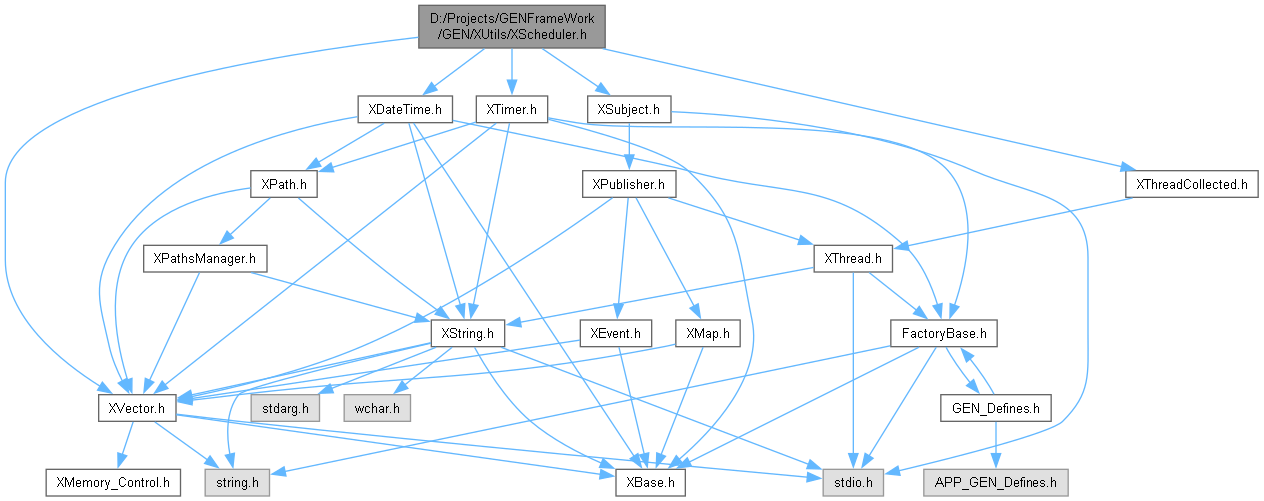 D:/Projects/GENFrameWork
/GEN/XUtils/XScheduler.h
XDateTime.h
XTimer.h
XSubject.h
XPath.h
XPublisher.h
XThreadCollected.h
XPathsManager.h
XThread.h
XString.h
XEvent.h
XMap.h
FactoryBase.h
XVector.h
stdarg.h
wchar.h
GEN_Defines.h
XMemory_Control.h
string.h
XBase.h
stdio.h
APP_GEN_Defines.h